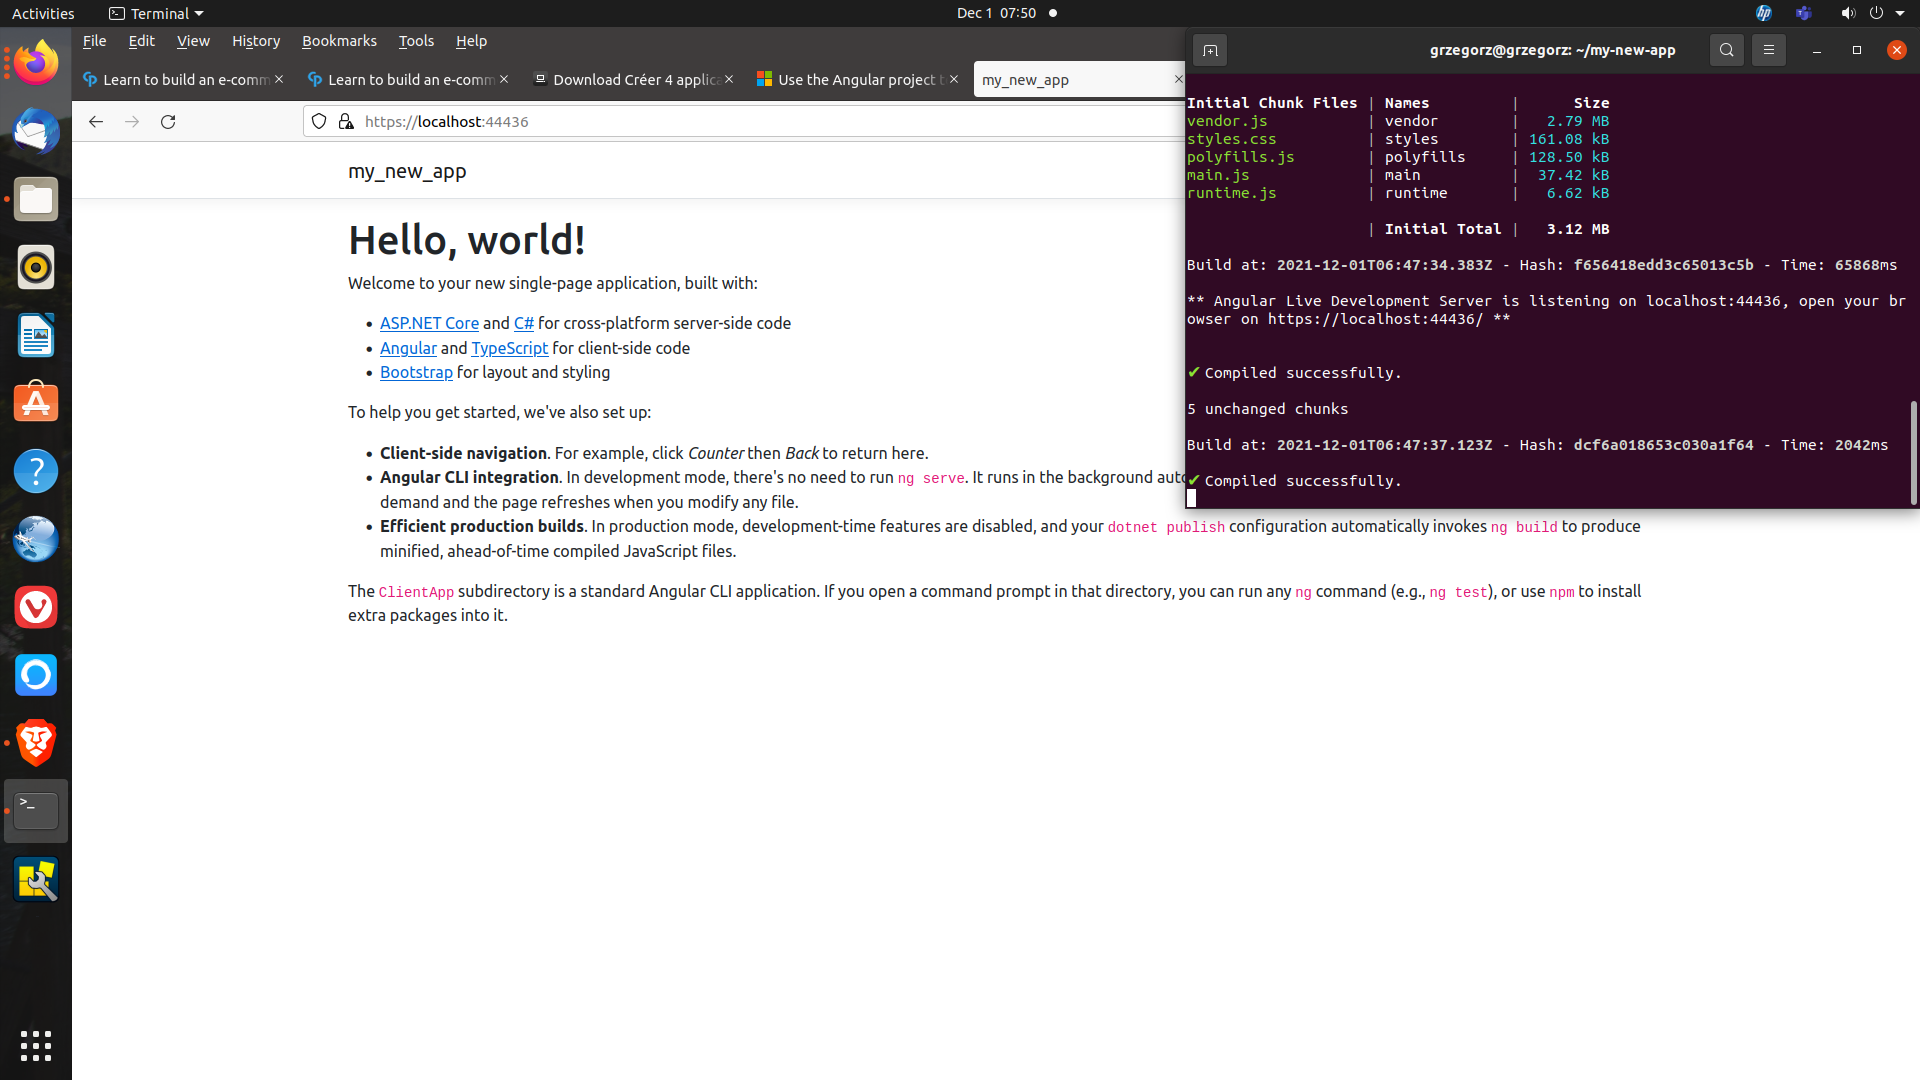 Activities
Terminal
Dec 1 07:50
File Edit View History Bookmarks Tools Help
Learn to build an e-comm
Learn to build an e-comm
Download Créer 4 applica
Use the Angular project t
my_new_app
https://localhost:44436
my_new_app
Hello, world!
Welcome to your new single-page application, built with:
ASP.NET Core and C# for cross-platform server-side code
Angular and TypeScript for client-side code
Bootstrap for layout and styling
To help you get started, we've also set up:
Client-side navigation. For example, click Counter then Back to return here.
Angular CLI integration. In development mode, there's no need to run ng serve. It runs in the background auto
demand and the page refreshes when you modify any file.
Efficient production builds. In production mode, development-time features are disabled, and your dotnet publish configuration automatically invokes ng build to produce
minified, ahead-of-time compiled JavaScript files.
The ClientApp subdirectory is a standard Angular CLI application. If you open a command prompt in that directory, you can run any ng command (e.g., ng test), or use npm to install
extra packages into it.
grzegorz@grzegorz: ~/my-new-app
Initial Chunk Files | Names | Size
vendor.js | vendor | 2.79 MB
styles.css | styles | 161.08 kB
polyfills.js | polyfills | 128.50 kB
main.js | main | 37.42 kB
runtime.js | runtime | 6.62 kB
| Initial Total | 3.12 MB
Build at: 2021-12-01T06:47:34.383Z - Hash: f656418edd3c65013c5b - Time: 65868ms
** Angular Live Development Server is listening on localhost:44436, open your br
owser on https://localhost:44436/ **
✔ Compiled successfully.
5 unchanged chunks
Build at: 2021-12-01T06:47:37.123Z - Hash: dcf6a018653c030a1f64 - Time: 2042ms
✔ Compiled successfully.
hp
>_